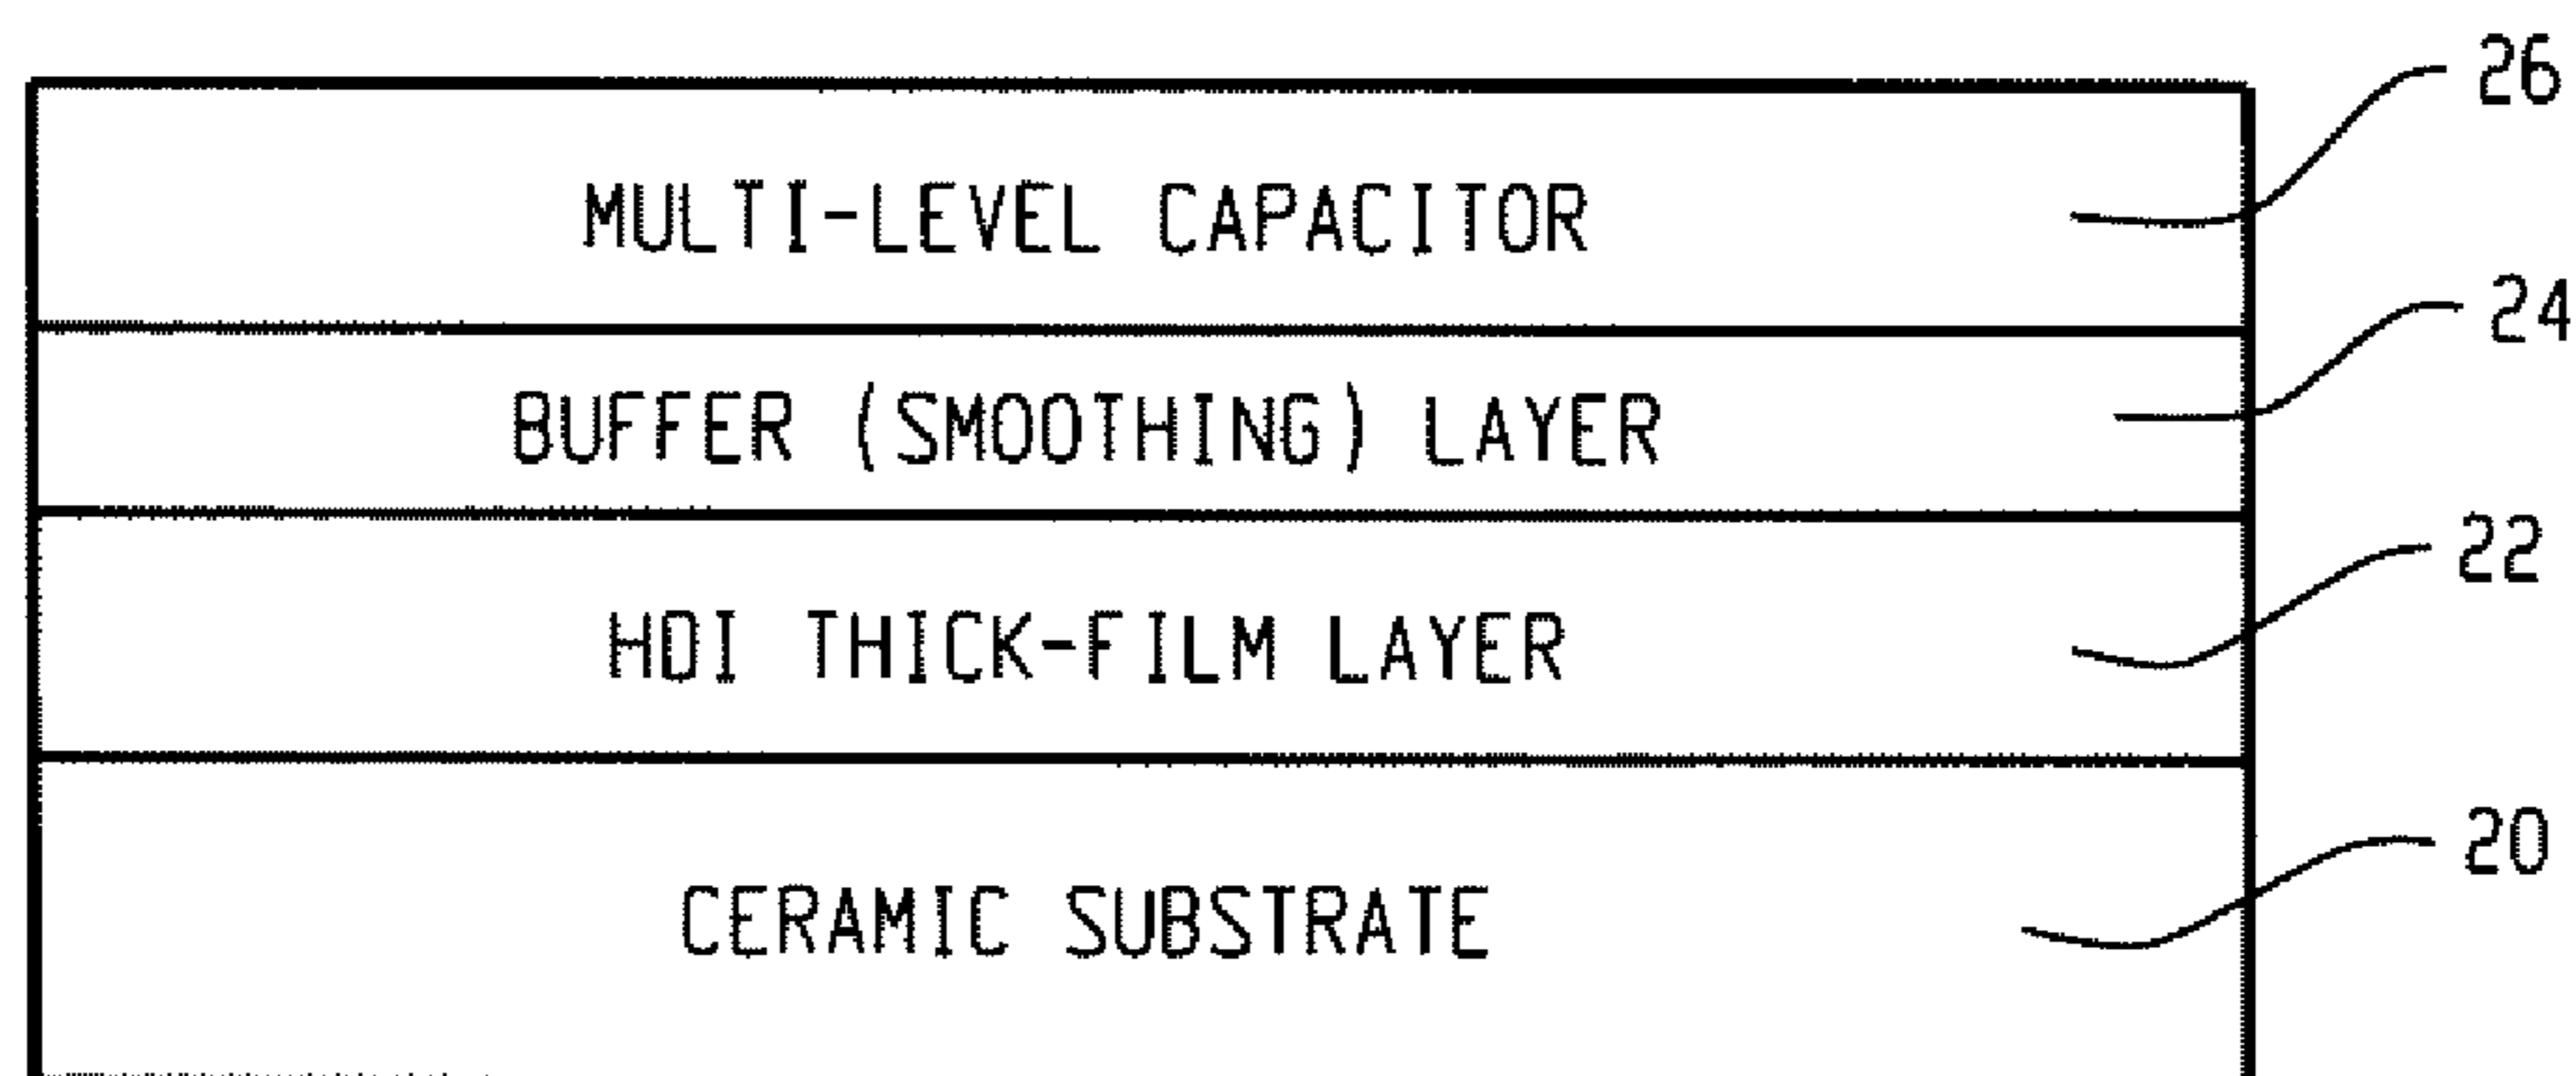 26
MULTI-LEVEL CAPACITOR
24
BUFFER (SMOOTHING) LAYER
22
HDI THICK-FILM LAYER
20
CERAMIC SUBSTRATE